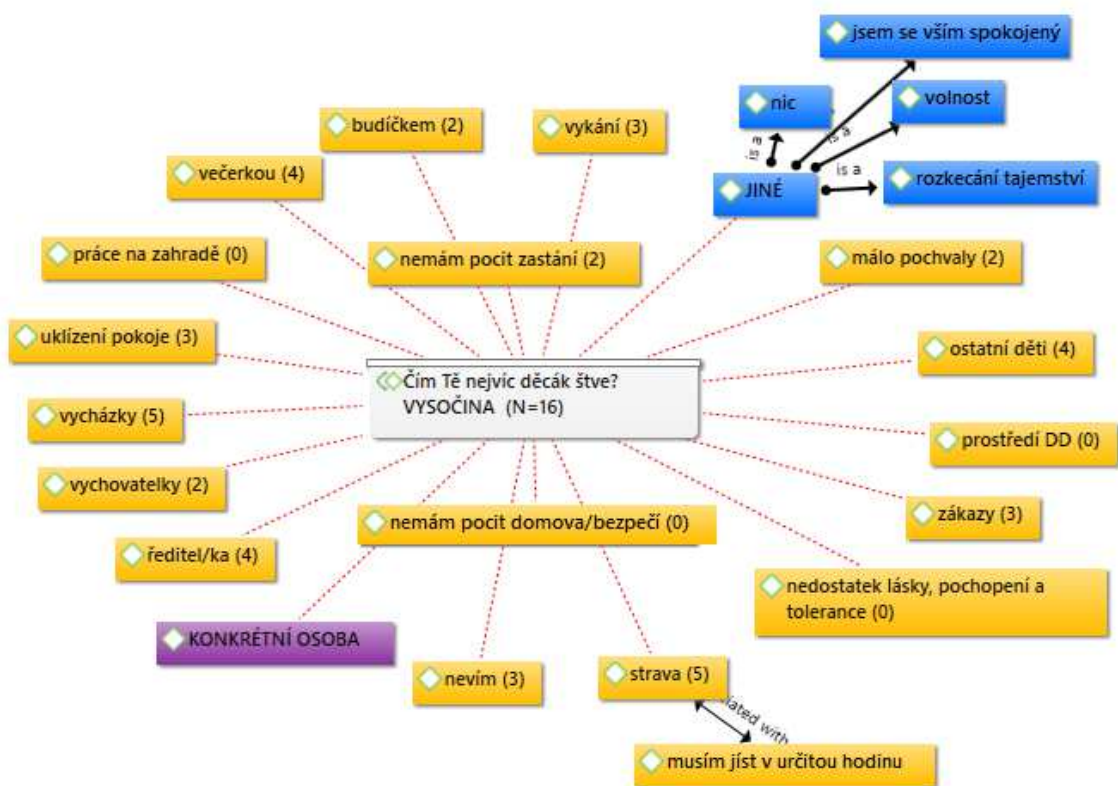 jsem se vším spokojený
nic
volnost
budíčkem (2)
vykání (3)
is a
is a
is a
večerkou (4)
JINÉ
rozkecání tajemství
práce na zahradě (0)
nemám pocit zastání (2)
málo pochvaly (2)
uklízení pokoje (3)
ostatní děti (4)
Čím Tě nejvíc děcák štve?
VYSOČINA (N=16)
vycházky (5)
prostředí DD (0)
vychovatelky (2)
nemám pocit domova/bezpečí (0)
zákazy (3)
ředitel/ka (4)
nedostatek lásky, pochopení a
tolerance (0)
KONKRÉTNÍ OSOBA
nevím (3)
strava (5)
with
musím jíst v určitou hodinu